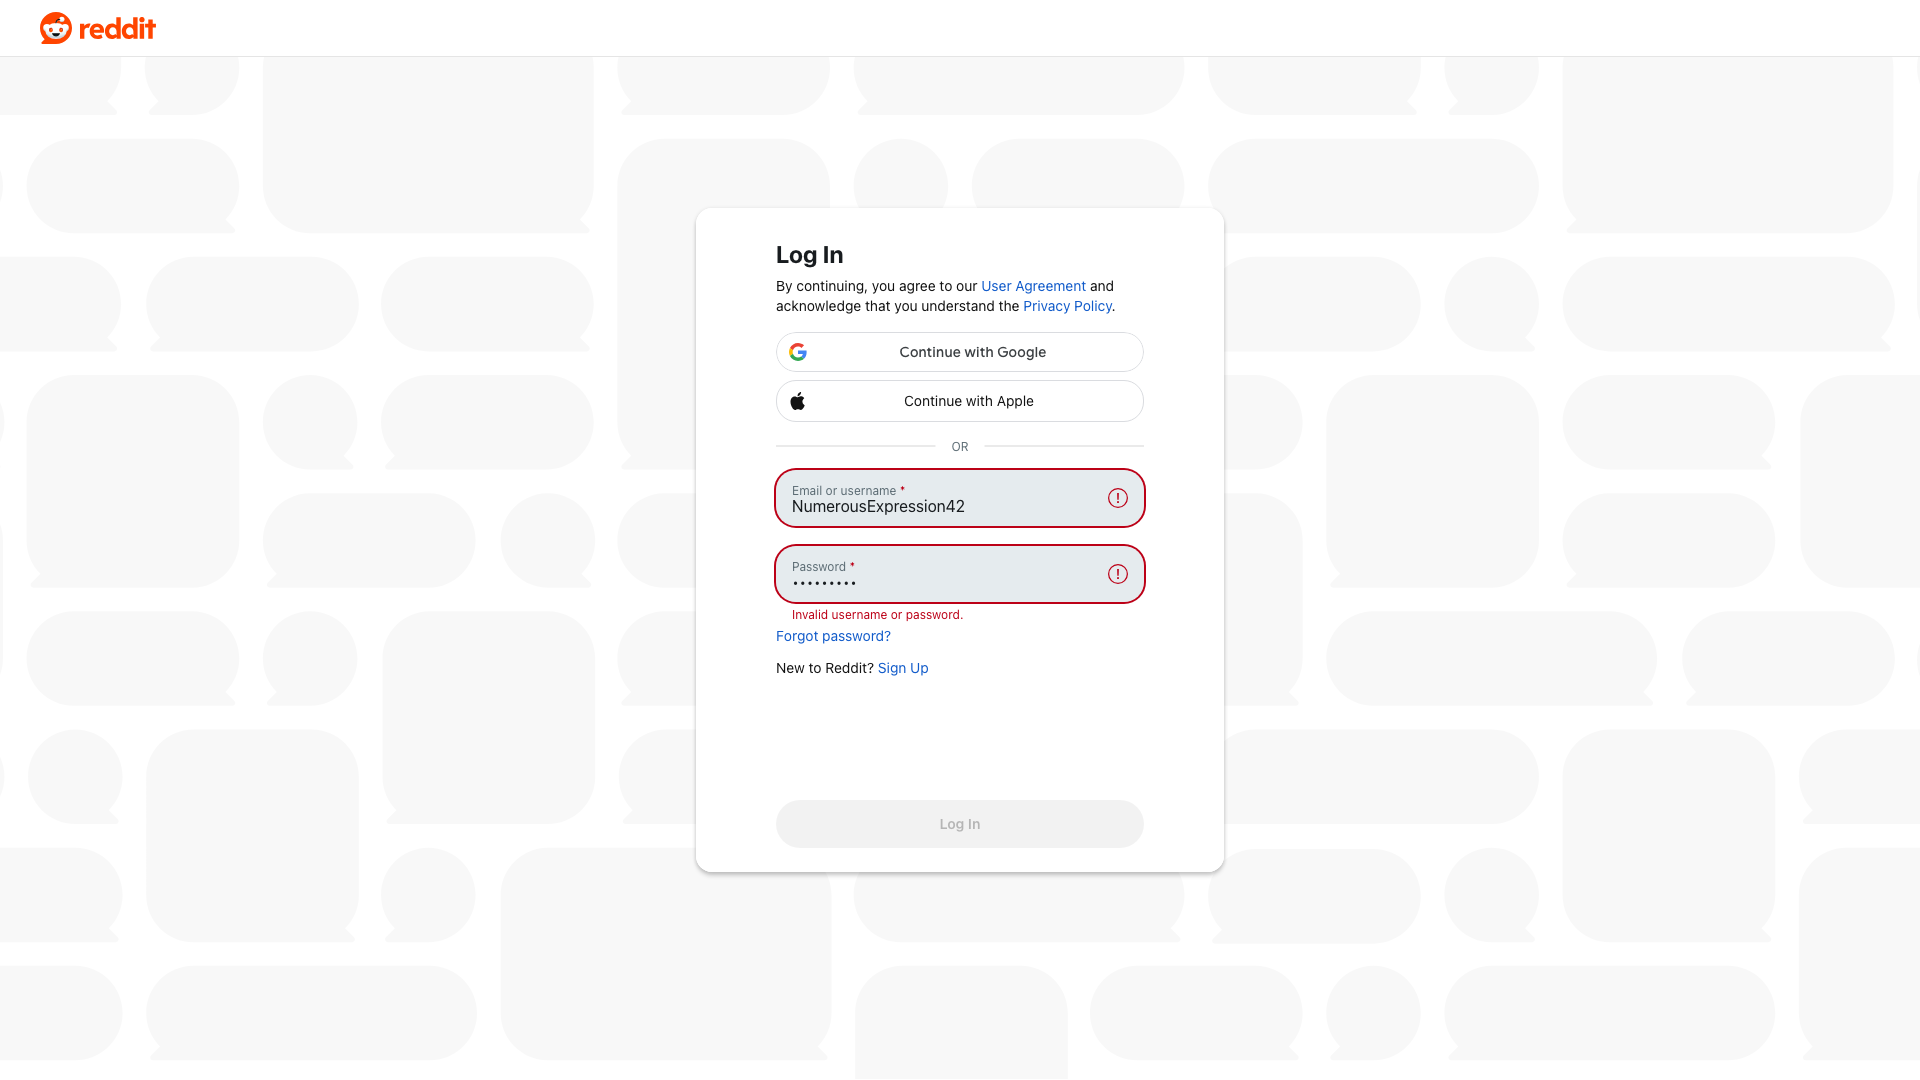 reddit
Log In
By continuing, you agree to our User Agreement and
acknowledge that you understand the Privacy Policy.
Continue with Google
Continue with Apple
OR
Email or username *
NumerousExpression42
Password *
•••••••••
Invalid username or password.
Forgot password?
New to Reddit? Sign Up
Log In